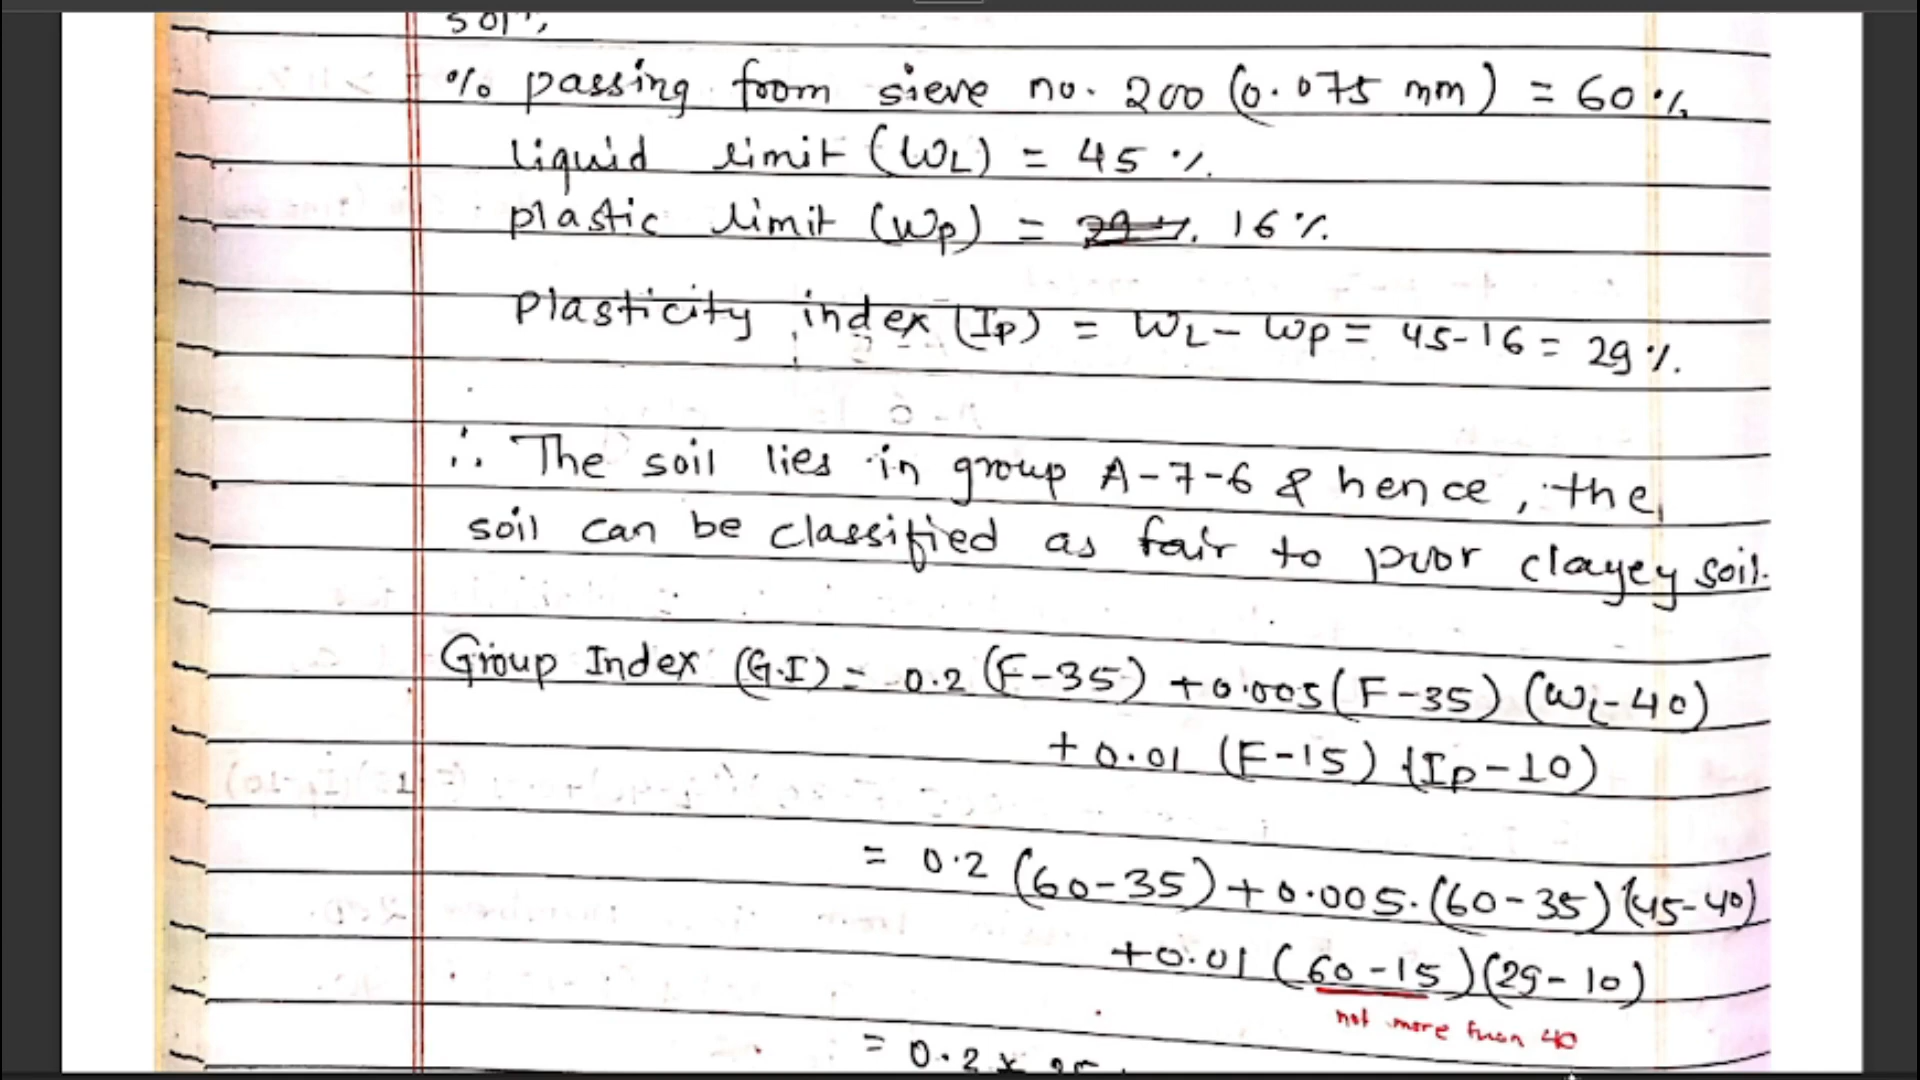 soil,
% passing from sieve no. 200 (0.075 mm) = 60%
liquid limit (WL) = 45%.
plastic limit (Wp) = 29%. 16%.
Plasticity index (Ip) = WL - Wp = 45-16 = 29%.
∴ The soil lies in group A-7-6 & hence, the
soil can be classified as fair to poor clayey soil.
Group Index (G.I) = 0.2 (F-35) + 0.005 (F-35) (WL-40)
+ 0.01 (F-15) (Ip-10)
= 0.2 (60-35) + 0.005. (60-35) (45-40)
+0.01 (60-15) (29-10)
not more than 40
= 0.2 x